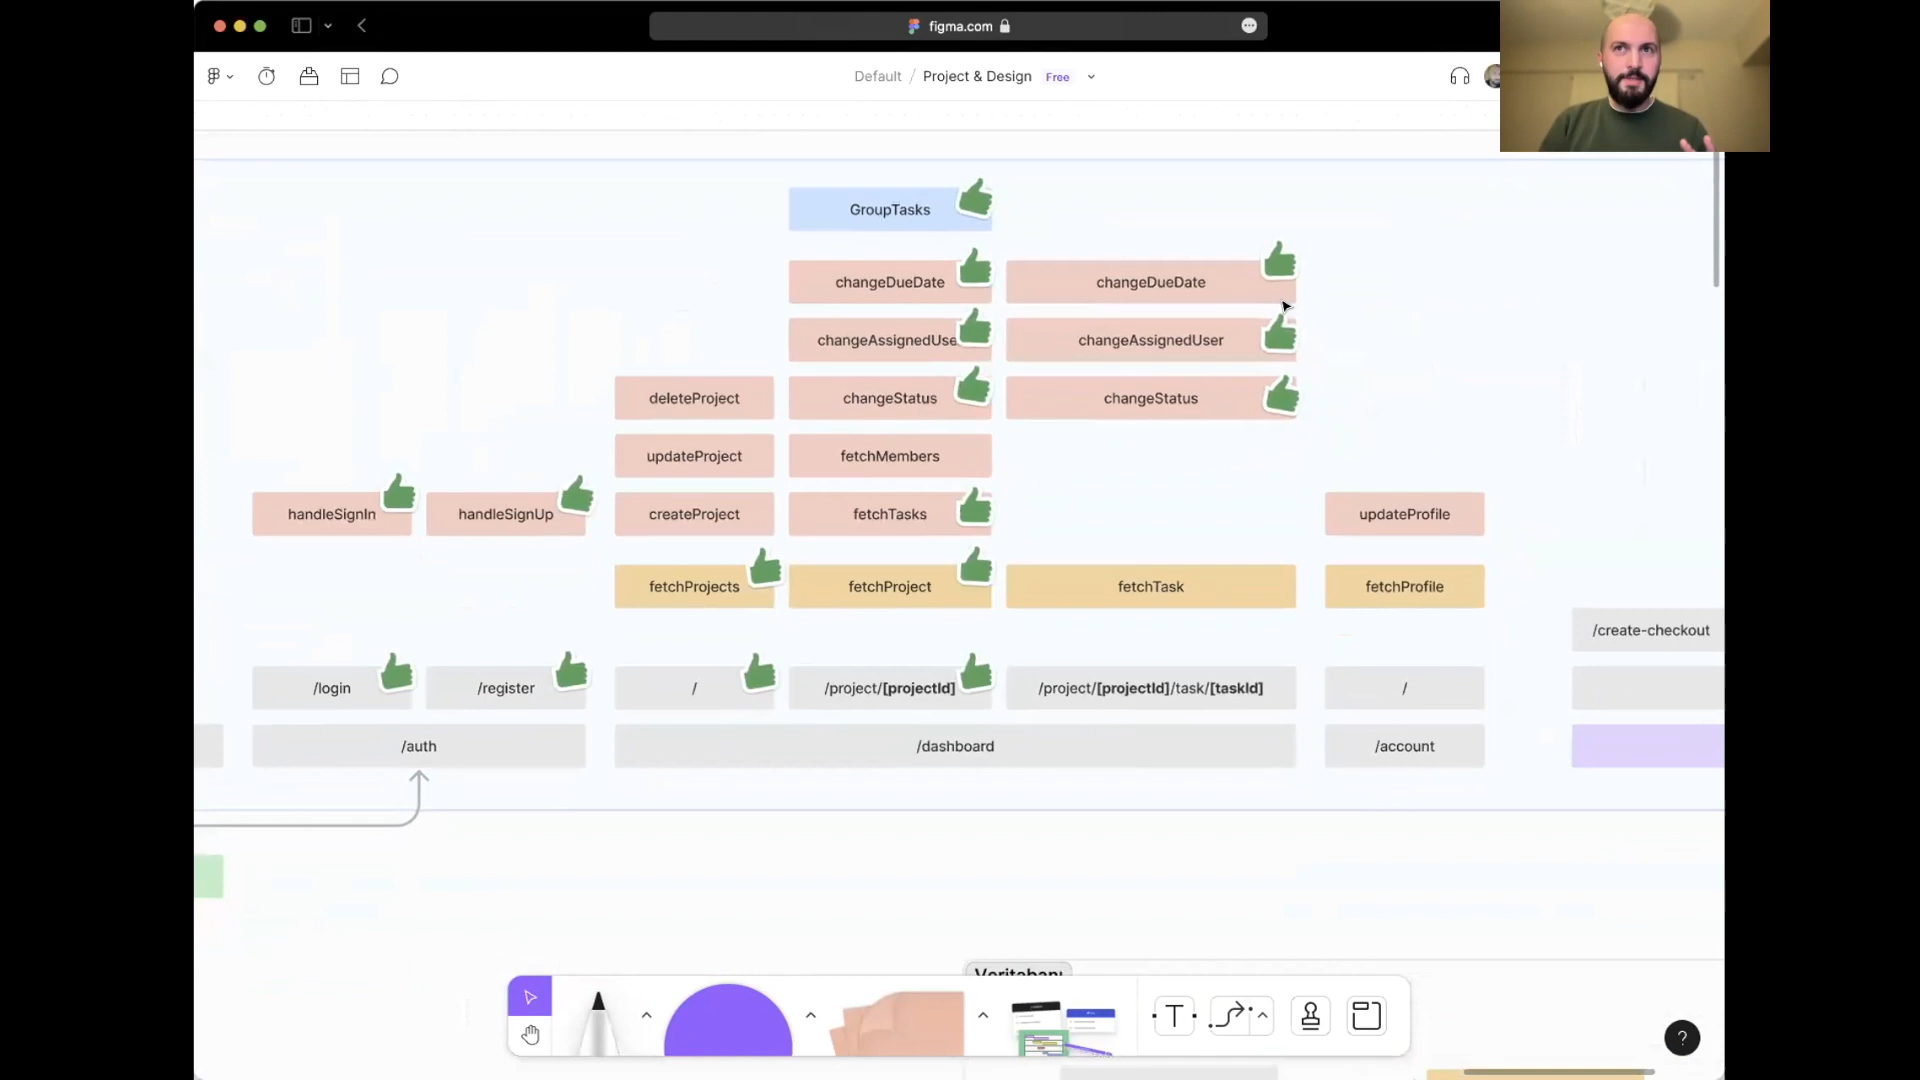 figma.com
Default / Project & Design Free
GroupTasks
changeDueDate changeDueDate
changeAssignedUse changeAssignedUser
deleteProject changeStatus changeStatus
updateProject fetchMembers
handleSignIn handleSignUp createProject fetchTasks updateProfile
fetchProjects fetchProject fetchTask fetchProfile
/create-checkout
/login /register / /project/[projectId] /project/[projectId]/task/[taskId] /
/auth /dashboard /account
Veritabanı
T
?